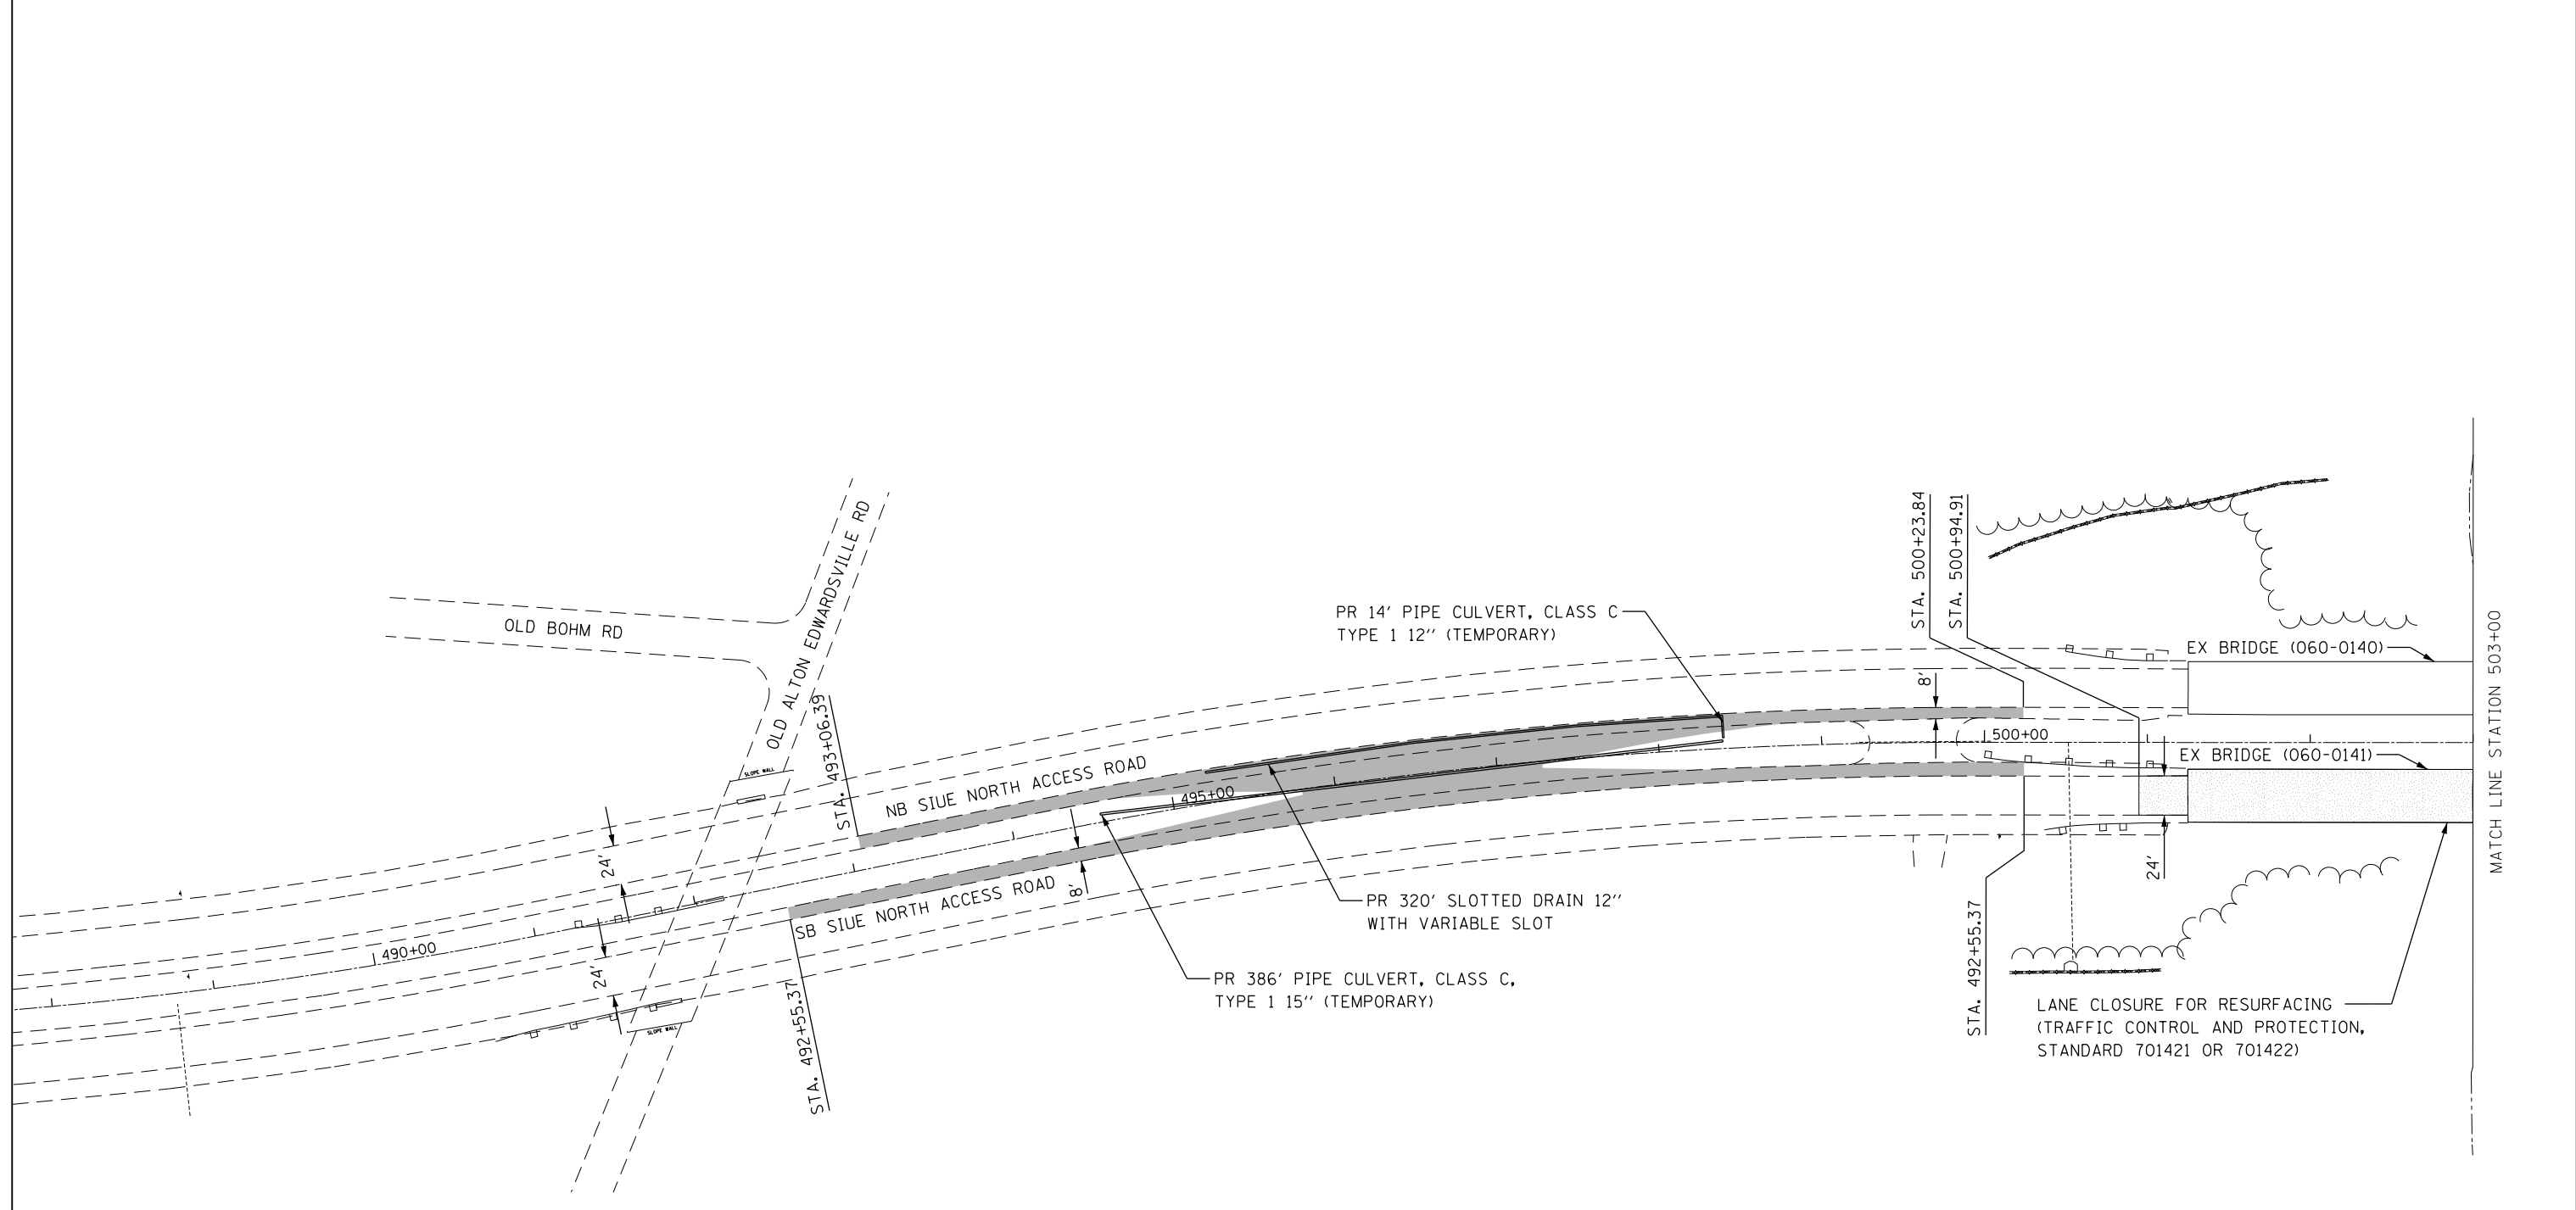 STA. 500+23.84
STA. 500+94.91
OLD ALTON EDWARDSVILLE RD
OLD BOHM RD
PR 14' PIPE CULVERT, CLASS C
TYPE 1 12" (TEMPORARY)
EX BRIDGE (060-0140)
MATCH LINE STATION 503+00
8'
STA. 493+06.39
500+00
EX BRIDGE (060-0141)
NB SIUE NORTH ACCESS ROAD
SLOPE WALL
495+00
24'
24'
8'
SB SIUE NORTH ACCESS ROAD
PR 320' SLOTTED DRAIN 12"
WITH VARIABLE SLOT
490+00
24'
STA. 492+55.37
PR 386' PIPE CULVERT, CLASS C,
TYPE 1 15" (TEMPORARY)
SLOPE WALL
STA. 492+55.37
LANE CLOSURE FOR RESURFACING
(TRAFFIC CONTROL AND PROTECTION,
STANDARD 701421 OR 701422)